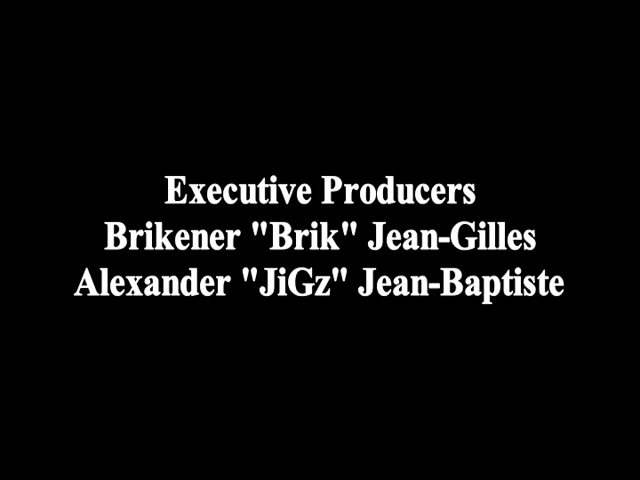 Executive Producers
Brikener "Brik" Jean-Gilles
Alexander "JiGz" Jean-Baptiste